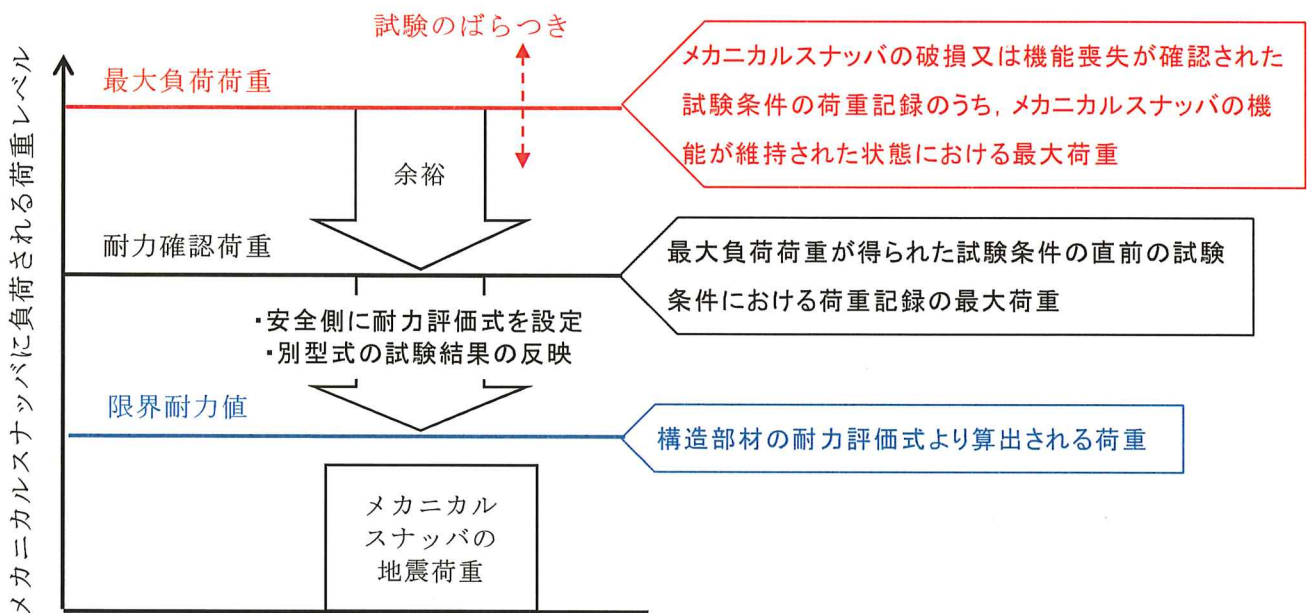 メカニカルスナッバに負荷される荷重レベル
試験のばらつき
最大負荷荷重
メカニカルスナッバの破損又は機能喪失が確認された
試験条件の荷重記録のうち，メカニカルスナッバの機
能が維持された状態における最大荷重
余裕
耐力確認荷重
最大負荷荷重が得られた試験条件の直前の試験
条件における荷重記録の最大荷重
・安全側に耐力評価式を設定
・別型式の試験結果の反映
限界耐力値
構造部材の耐力評価式より算出される荷重
メカニカル
スナッバの
地震荷重